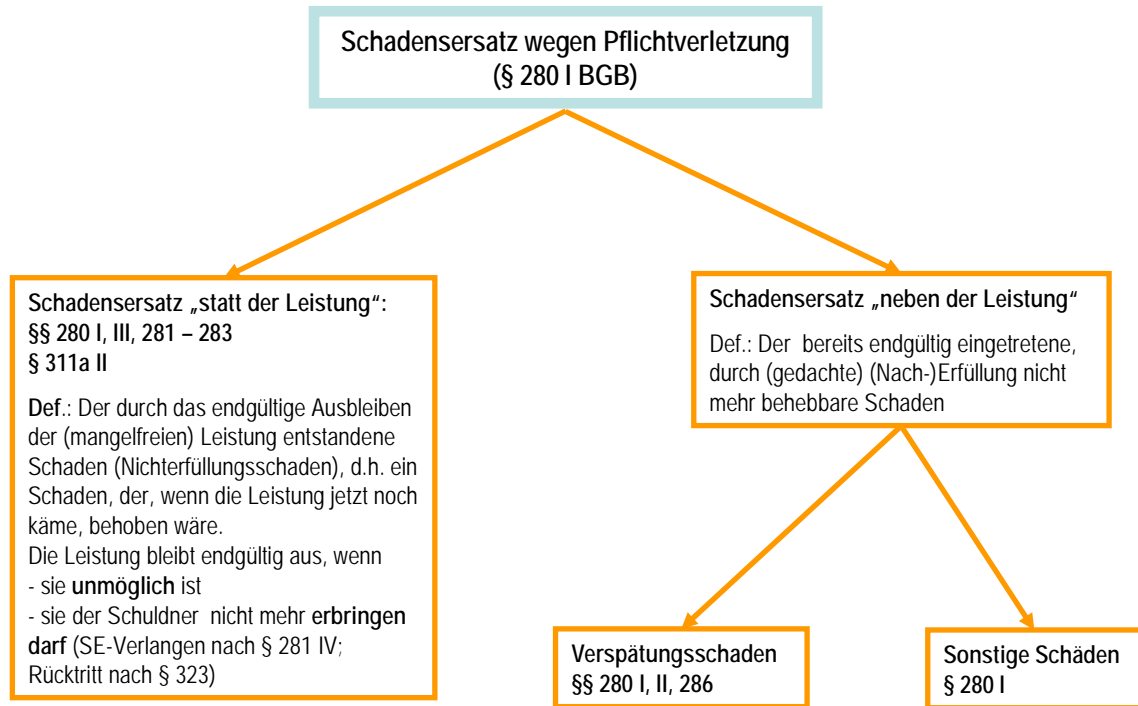 Schadensersatz wegen Pflichtverletzung
(§ 280 I BGB)
Schadensersatz „statt der Leistung“:
§§ 280 I, III, 281 – 283
§ 311a II
Def.: Der durch das endgültige Ausbleiben
der (mangelfreien) Leistung entstandene
Schaden (Nichterfüllungsschaden), d.h. ein
Schaden, der, wenn die Leistung jetzt noch
käme, behoben wäre.
Die Leistung bleibt endgültig aus, wenn
- sie unmöglich ist
- sie der Schuldner nicht mehr erbringen
darf (SE-Verlangen nach § 281 IV;
Rücktritt nach § 323)
Schadensersatz „neben der Leistung“
Def.: Der bereits endgültig eingetretene,
durch (gedachte) (Nach-)Erfüllung nicht
mehr behebbare Schaden
Verspätungsschaden
§§ 280 I, II, 286
Sonstige Schäden
§ 280 I